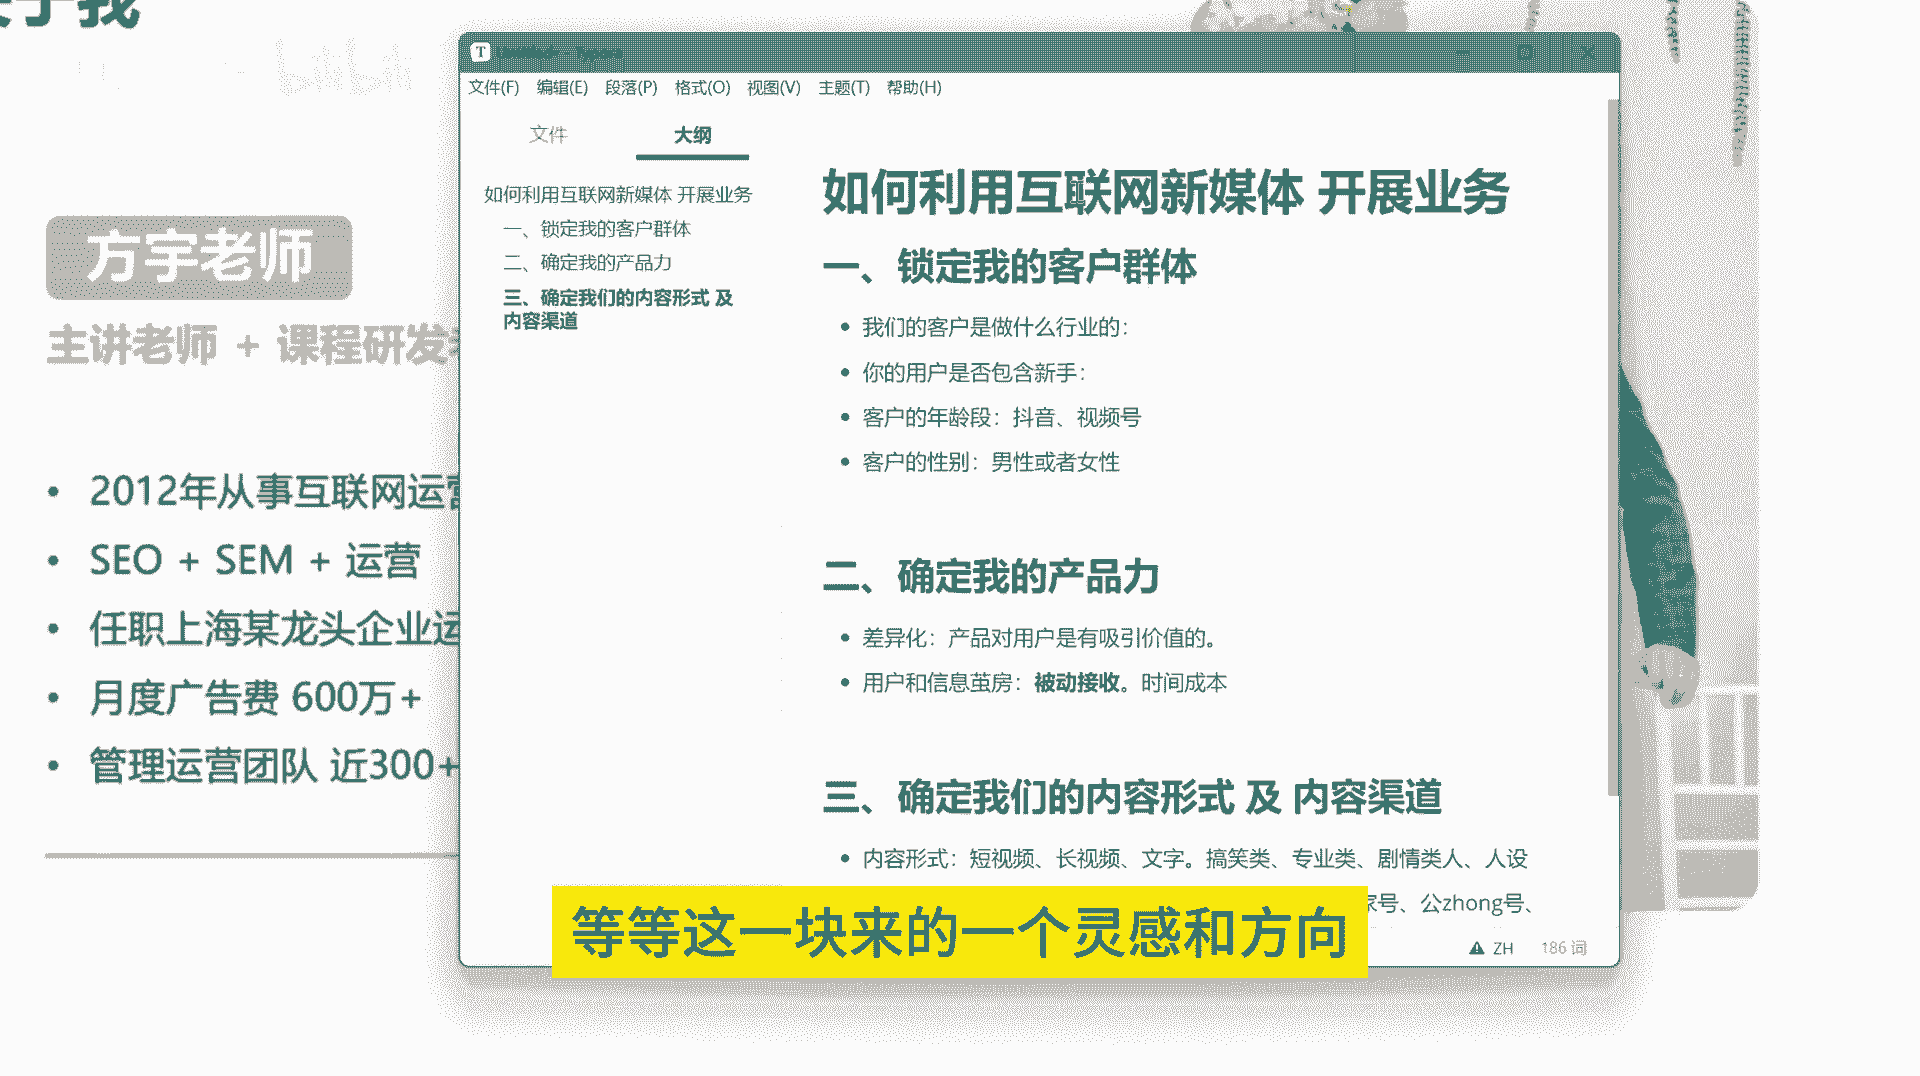 于我
bilibili
方宇老师
主讲老师 + 课程研发
2012年从事互联网运营
SEO + SEM + 运营
任职上海某龙头企业运
月度广告费 600万+
管理运营团队 近300+
文件(F) 编辑(E) 段落(P) 格式(O) 视图(V) 主题(T) 帮助(H)
文件 大纲
如何利用互联网新媒体 开展业务
一、锁定我的客户群体
二、确定我的产品力
三、确定我们的内容形式 及
内容渠道
如何利用互联网新媒体 开展业务
一、锁定我的客户群体
我们的客户是做什么行业的：
你的用户是否包含新手：
客户的年龄段：抖音、视频号
客户的性别：男性或者女性
二、确定我的产品力
差异化：产品对用户是有吸引价值的。
用户和信息茧房：被动接收。时间成本
三、确定我们的内容形式 及 内容渠道
内容形式：短视频、长视频、文字。搞笑类、专业类、剧情类人、人设
家号、公zhong号、
等等这一块来的一个灵感和方向
ZH 186 词